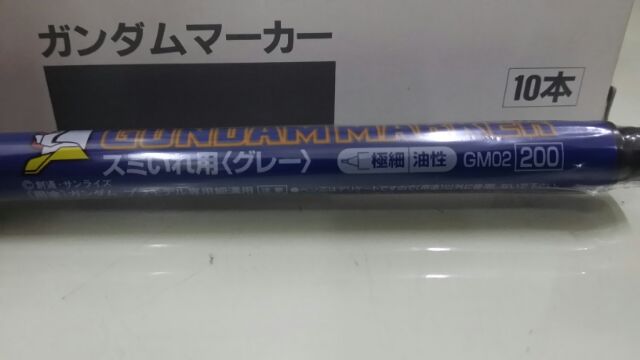 ガンダムマーカー
10本
GUNDAM MARKER
スミいれ用〈グレー〉 極細 油性 GM02 200
©創通・サンライズ